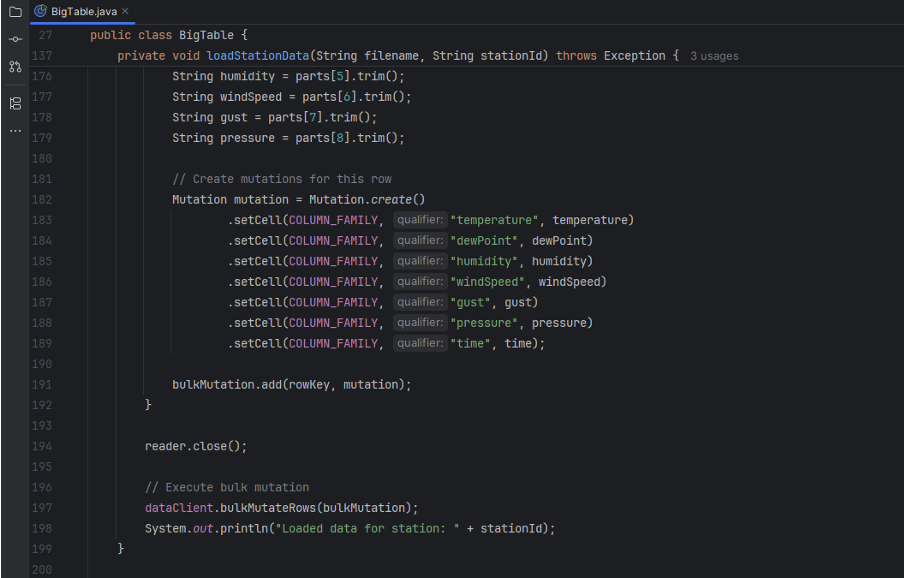 BigTable.java ×
27 public class BigTable {
137 private void loadStationData(String filename, String stationId) throws Exception { 3 usages
176 String humidity = parts[5].trim();
177 String windSpeed = parts[6].trim();
178 String gust = parts[7].trim();
179 String pressure = parts[8].trim();
180
181 // Create mutations for this row
182 Mutation mutation = Mutation.create()
183 .setCell(COLUMN_FAMILY, qualifier: "temperature", temperature)
184 .setCell(COLUMN_FAMILY, qualifier: "dewPoint", dewPoint)
185 .setCell(COLUMN_FAMILY, qualifier: "humidity", humidity)
186 .setCell(COLUMN_FAMILY, qualifier: "windSpeed", windSpeed)
187 .setCell(COLUMN_FAMILY, qualifier: "gust", gust)
188 .setCell(COLUMN_FAMILY, qualifier: "pressure", pressure)
189 .setCell(COLUMN_FAMILY, qualifier: "time", time);
190
191 bulkMutation.add(rowKey, mutation);
192 }
193
194 reader.close();
195
196 // Execute bulk mutation
197 dataClient.bulkMutateRows(bulkMutation);
198 System.out.println("Loaded data for station: " + stationId);
199 }
200